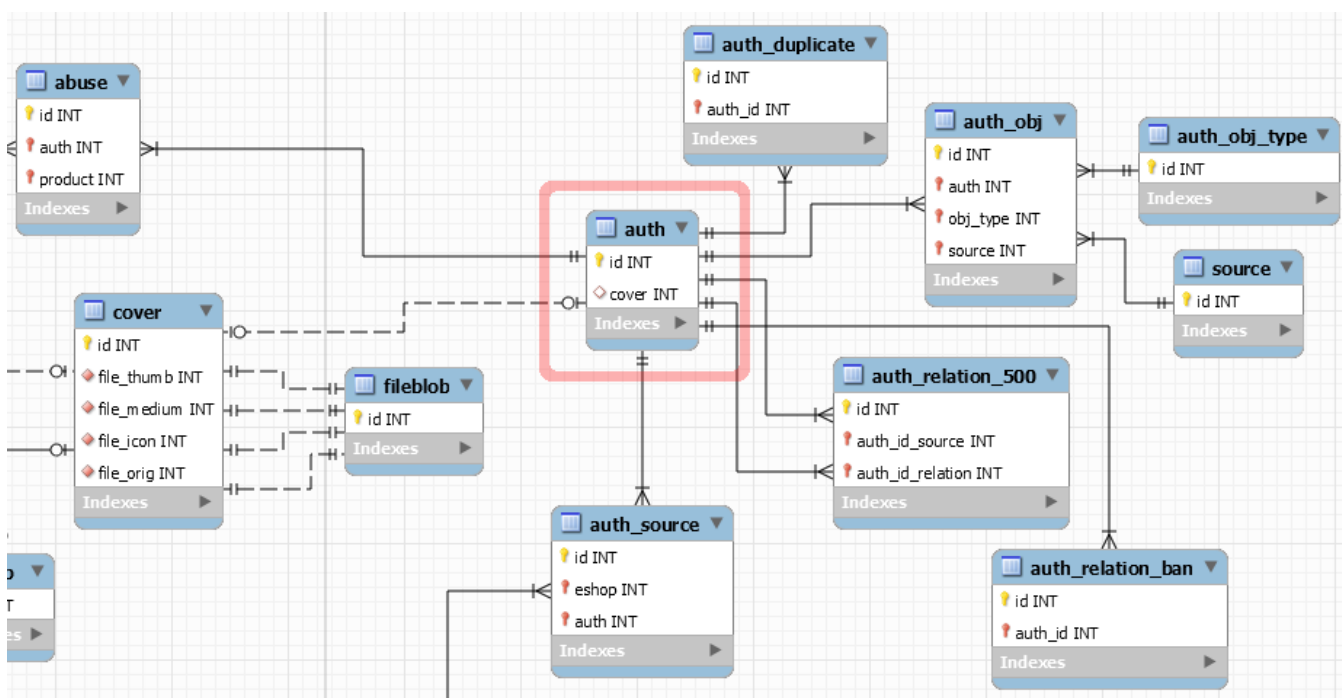 abuse
id INT
auth INT
product INT
Indexes
auth_duplicate
id INT
auth_id INT
Indexes
auth_obj
id INT
auth INT
obj_type INT
source INT
Indexes
auth_obj_type
id INT
Indexes
auth
id INT
cover INT
Indexes
source
id INT
Indexes
cover
id INT
file_thumb INT
file_medium INT
file_icon INT
file_orig INT
Indexes
fileblob
id INT
Indexes
auth_relation_500
id INT
auth_id_source INT
auth_id_relation INT
Indexes
auth_source
id INT
eshop INT
auth INT
Indexes
auth_relation_ban
id INT
auth_id INT
Indexes